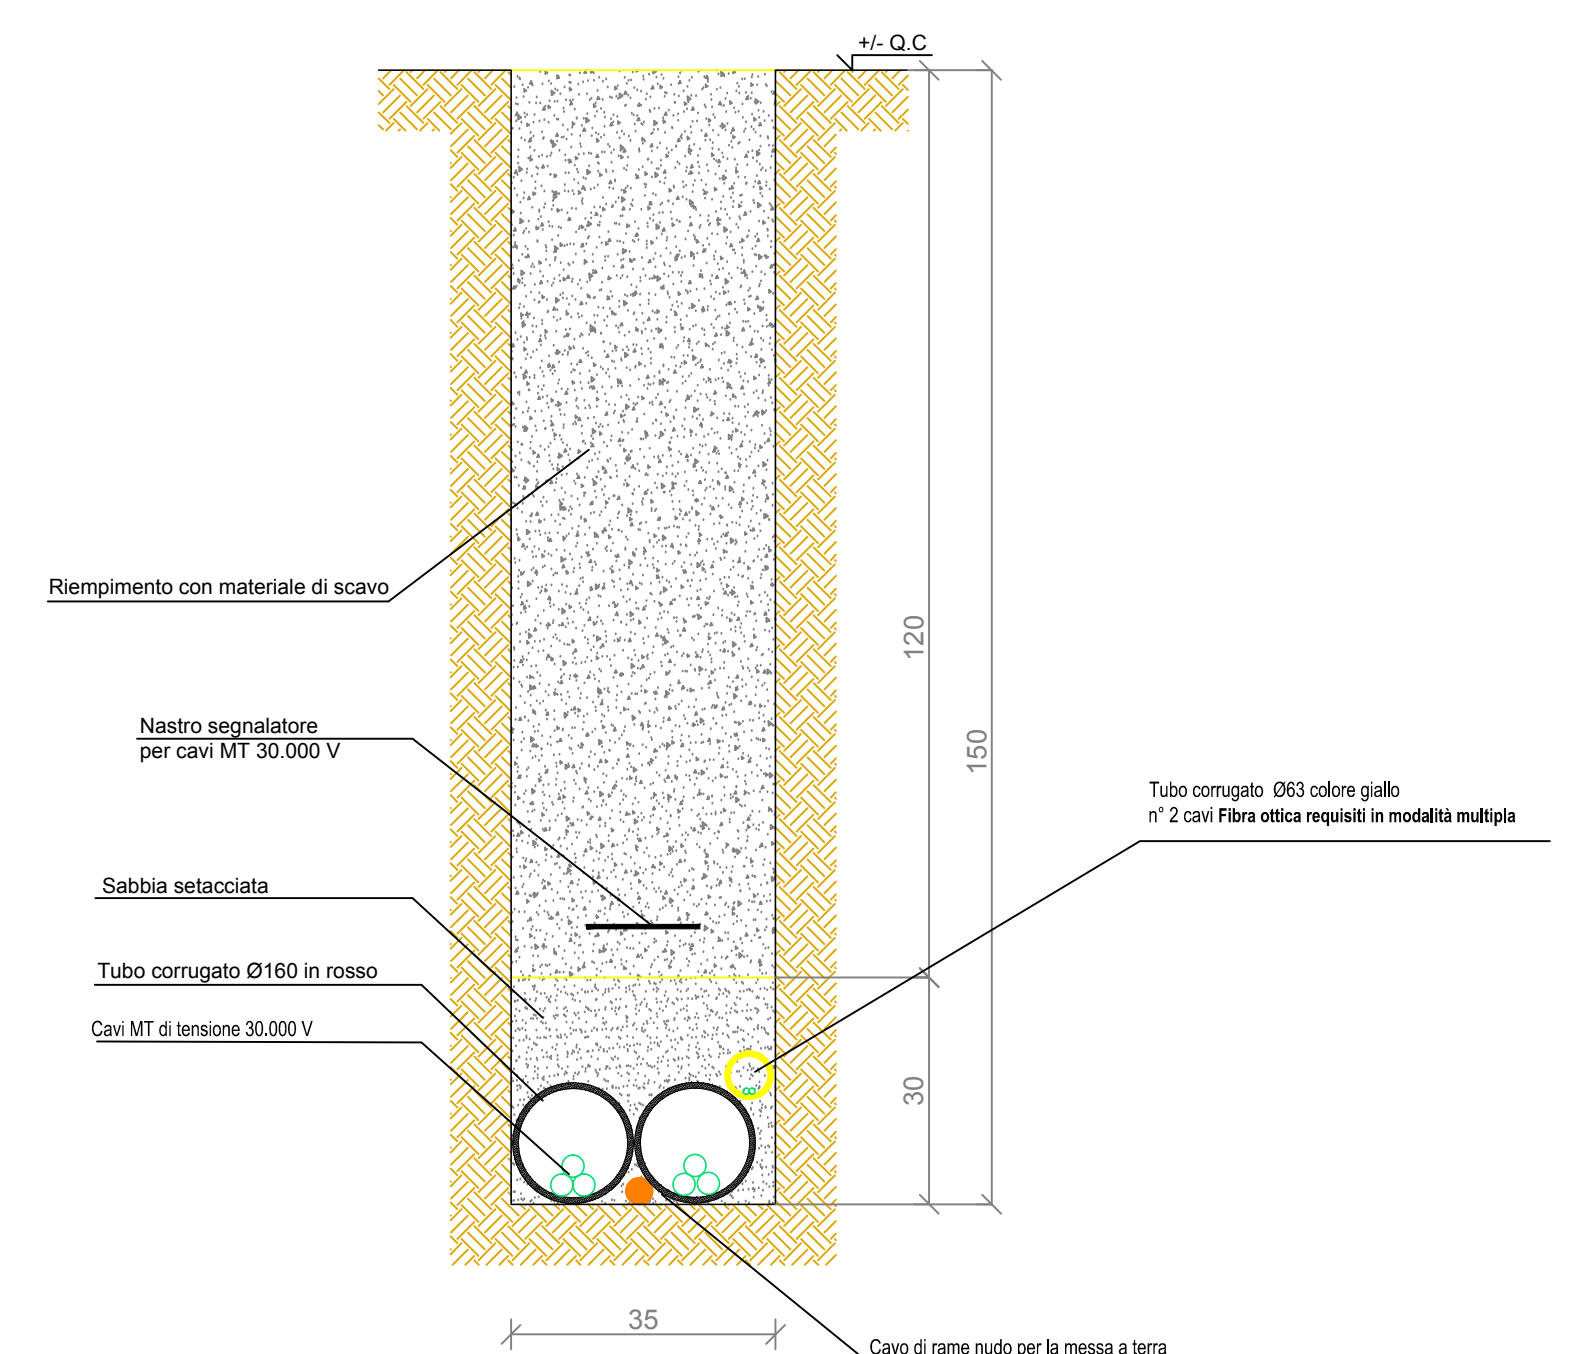 +/- Q.C
Riempimento con materiale di scavo
120
Nastro segnalatore
per cavi MT 30.000 V
150
Tubo corrugato Ø63 colore giallo
n° 2 cavi Fibra ottica requisiti in modalità multipla
Sabbia setacciata
Tubo corrugato Ø160 in rosso
Cavi MT di tensione 30.000 V
30
35
Cavo di rame nudo per la messa a terra